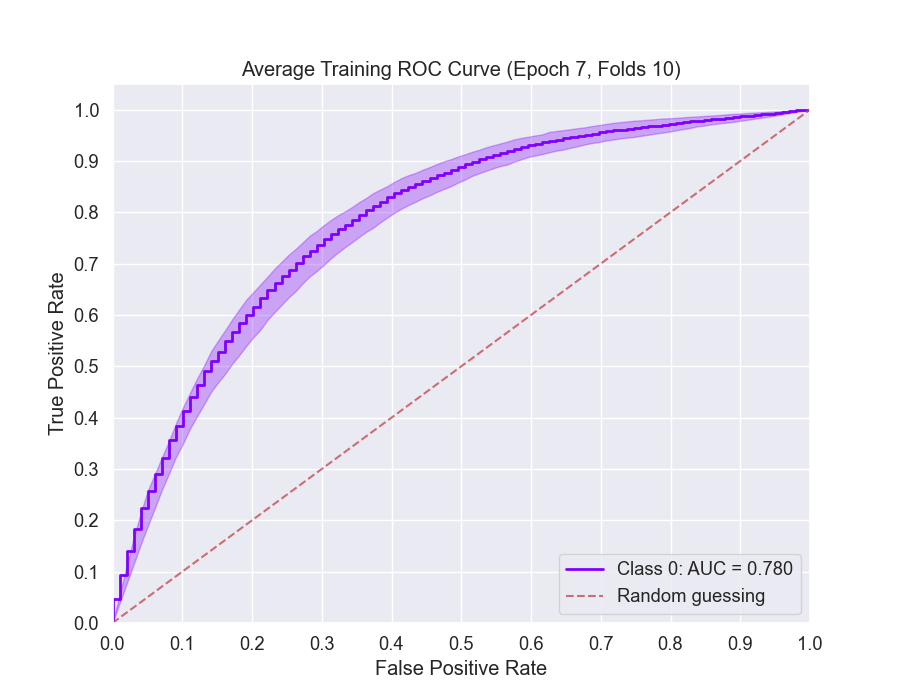 Average Training ROC Curve (Epoch 7, Folds 10)
1.0
0.9
0.8
0.7
0.6
0.5
0.4
0.3
0.2
0.1
0.0
True Positive Rate
Class 0: AUC = 0.780
Random guessing
0.0 0.1 0.2 0.3 0.4 0.5 0.6 0.7 0.8 0.9 1.0
False Positive Rate